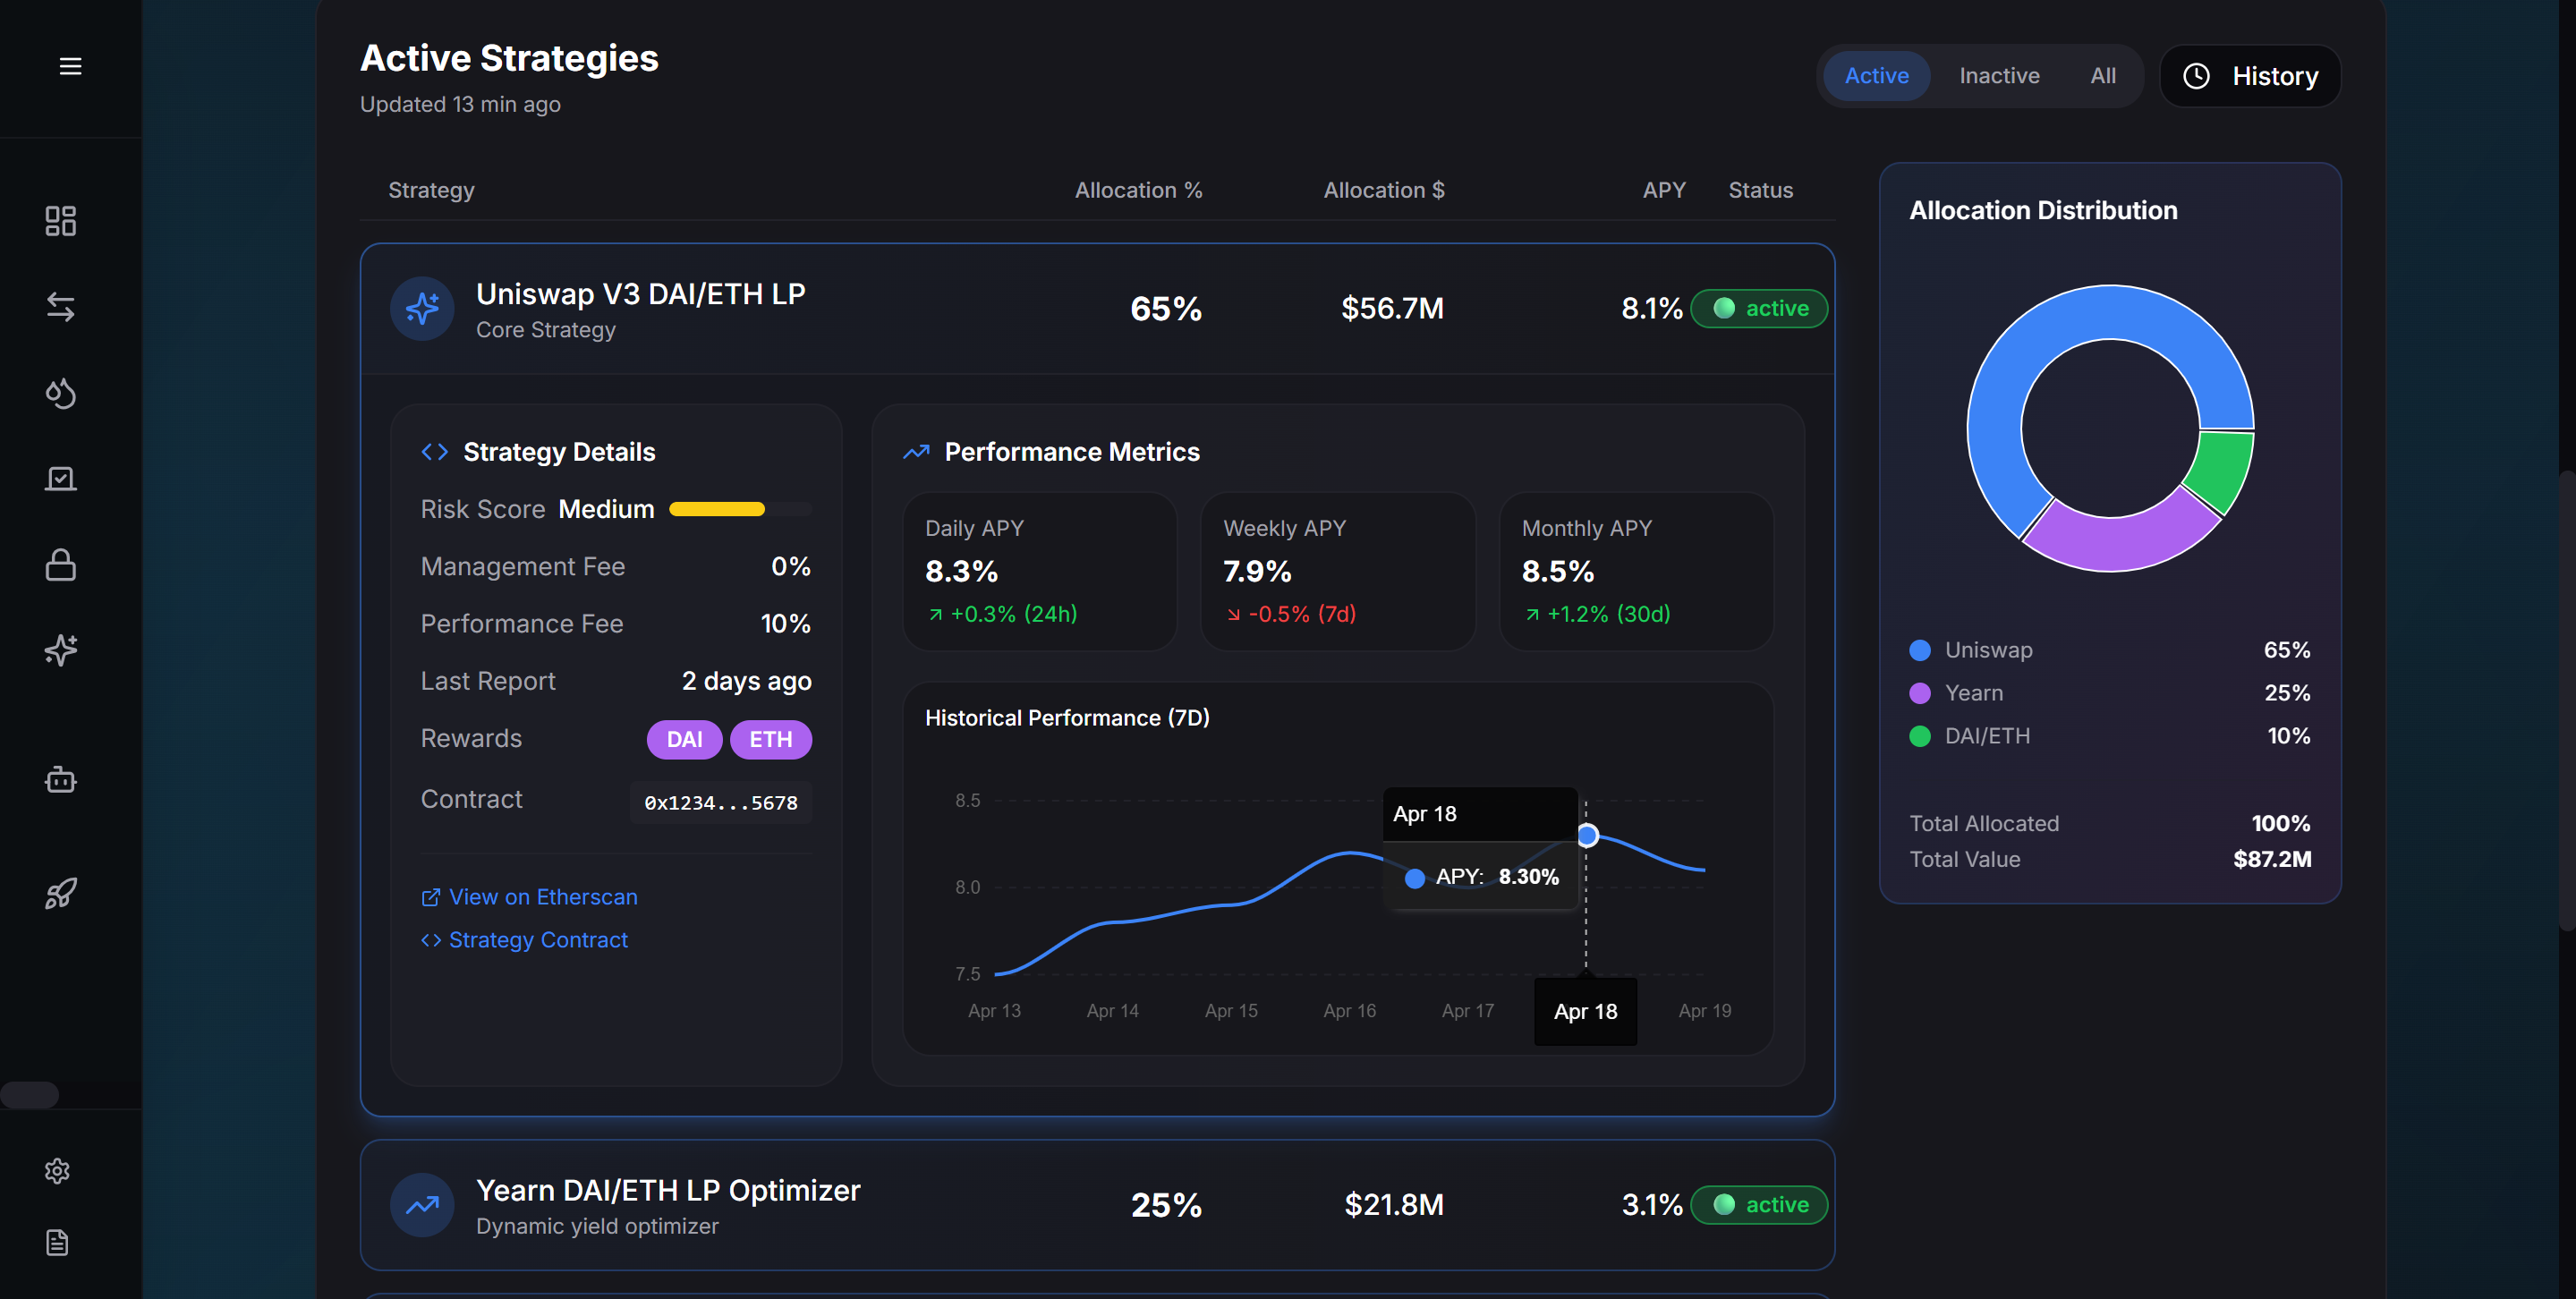 Active Strategies
Updated 13 min ago
Active Inactive All
History
Strategy Allocation % Allocation $ APY Status
Uniswap V3 DAI/ETH LP
Core Strategy
65% $56.7M 8.1% active
Strategy Details
Risk Score Medium
Management Fee 0%
Performance Fee 10%
Last Report 2 days ago
Rewards DAI ETH
Contract 0x1234...5678
View on Etherscan
Strategy Contract
Performance Metrics
Daily APY
8.3%
+0.3% (24h)
Weekly APY
7.9%
-0.5% (7d)
Monthly APY
8.5%
+1.2% (30d)
Historical Performance (7D)
8.5
8.0
7.5
Apr 18
APY: 8.30%
Apr 13 Apr 14 Apr 15 Apr 16 Apr 17 Apr 18 Apr 19
Yearn DAI/ETH LP Optimizer
Dynamic yield optimizer
25% $21.8M 3.1% active
Allocation Distribution
Uniswap 65%
Yearn 25%
DAI/ETH 10%
Total Allocated 100%
Total Value $87.2M